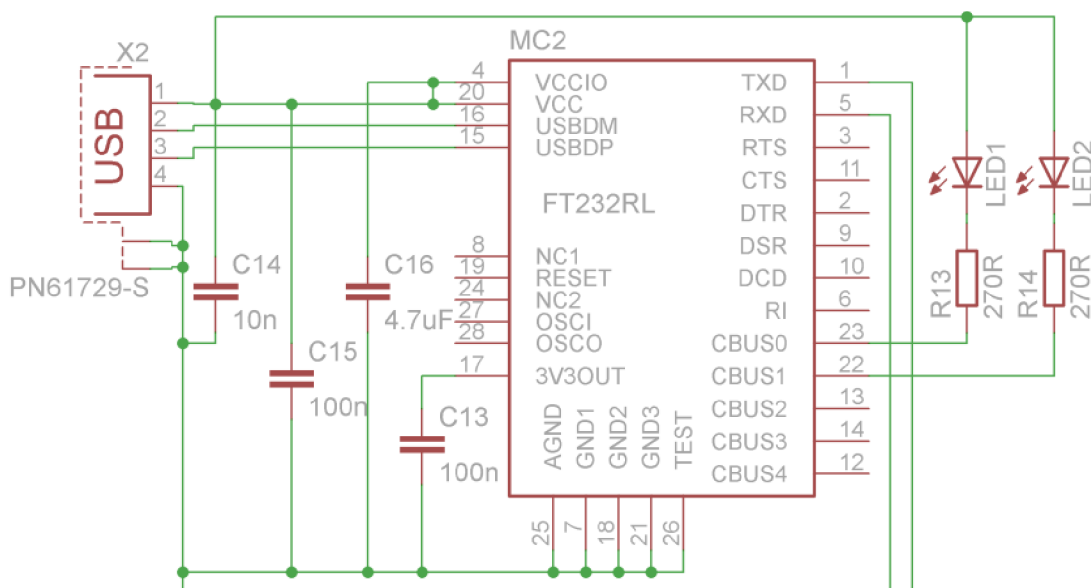 X2
USB
1
2
3
4
PN61729-S
C14
10n
C15
100n
C16
4.7uF
C13
100n
MC2
FT232RL
4 VCCIO
20 VCC
16 USBDM
15 USBDP
8 NC1
19 RESET
24 NC2
27 OSCI
28 OSCO
17 3V3OUT
AGND 25
GND1 7
GND2 18
GND3 21
TEST 26
TXD 1
RXD 5
RTS 3
CTS 11
DTR 2
DSR 9
DCD 10
RI 6
CBUS0 23
CBUS1 22
CBUS2 13
CBUS3 14
CBUS4 12
LED1
LED2
R13
270R
R14
270R